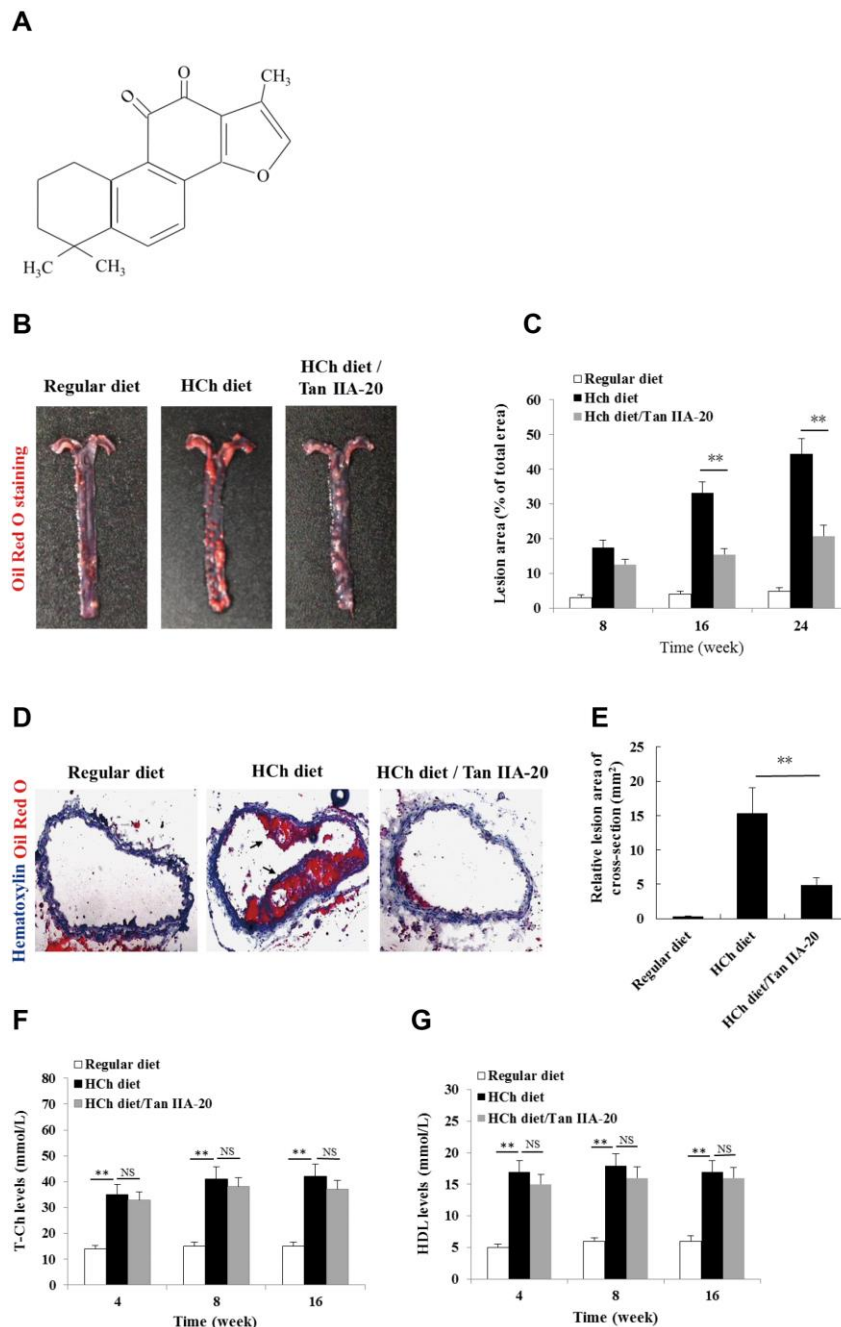 A
O
O
CH3
O
H3C
CH3
B
Regular diet
HCh diet
HCh diet /
Tan IIA-20
Oil Red O staining
C
Regular diet
Hch diet
Hch diet/Tan IIA-20
Lesion area (% of total erea)
60
50
40
30
20
10
0
**
**
8
16
24
Time (week)
D
Regular diet
HCh diet
HCh diet / Tan IIA-20
Hematoxylin Oil Red O
E
Relative lesion area of
cross-section (mm²)
25
20
15
10
5
0
**
Regular diet
HCh diet
HCh diet/Tan IIA-20
F
Regular diet
HCh diet
HCh diet/Tan IIA-20
T-Ch levels (mmol/L)
80
70
60
50
40
30
20
10
0
**
NS
**
NS
**
NS
4
8
16
Time (week)
G
Regular diet
HCh diet
HCh diet/Tan IIA-20
HDL levels (mmol/L)
30
25
20
15
10
5
0
**
NS
**
NS
**
NS
4
8
16
Time (week)